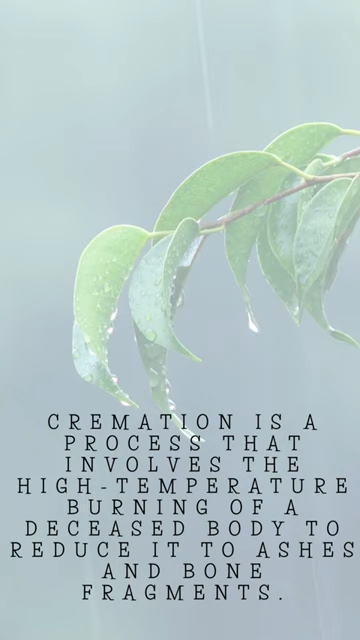 CREMATION IS A
PROCESS THAT
INVOLVES THE
HIGH-TEMPERATURE
BURNING OF A
DECEASED BODY TO
REDUCE IT TO ASHES
AND BONE
FRAGMENTS.